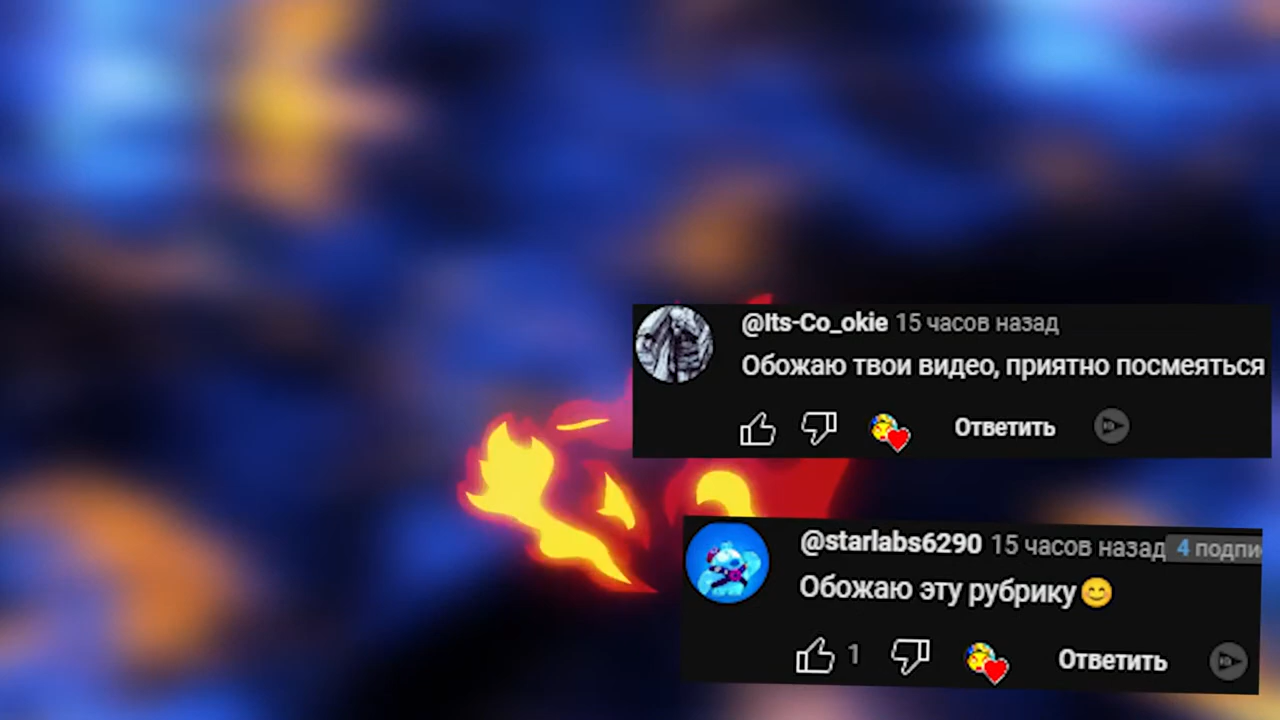 @Its-Co_okie 15 часов назад
Обожаю твои видео, приятно посмеяться
Ответить
@starlabs6290 15 часов назад 4
Обожаю эту рубрику😊
1 Ответить